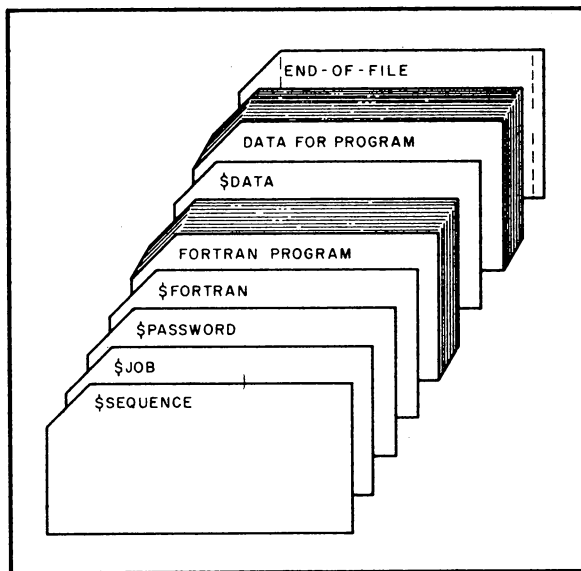 END-OF-FILE
DATA FOR PROGRAM
$DATA
FORTRAN PROGRAM
$FORTRAN
$PASSWORD
$JOB
$SEQUENCE